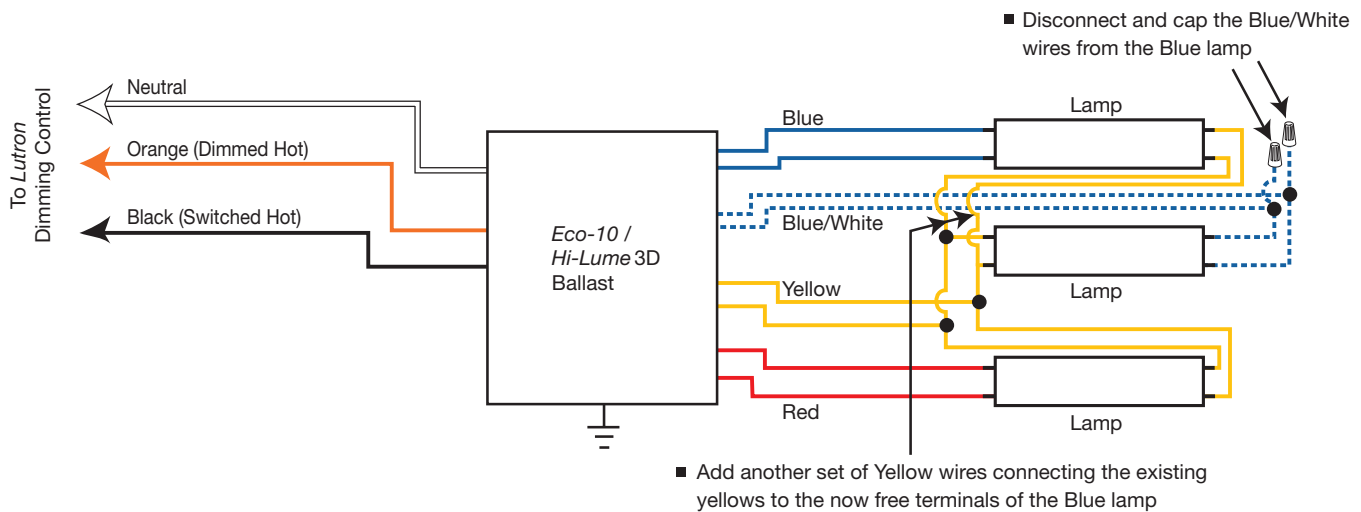 ■ Disconnect and cap the Blue/White
wires from the Blue lamp
To Lutron
Dimming Control
Neutral
Orange (Dimmed Hot)
Black (Switched Hot)
Eco-10 /
Hi-Lume 3D
Ballast
Blue
Blue/White
Yellow
Red
Lamp
Lamp
Lamp
■ Add another set of Yellow wires connecting the existing
yellows to the now free terminals of the Blue lamp